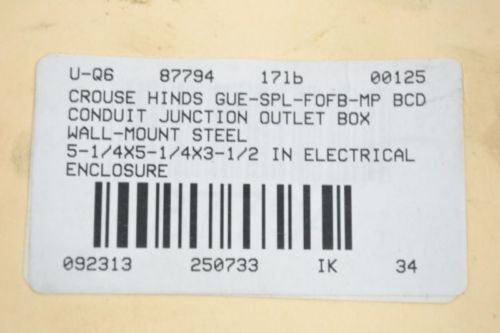 U-Q6 87794 17lb 00125
CROUSE HINDS GUE-SPL-FOFB-MP BCD
CONDUIT JUNCTION OUTLET BOX
WALL-MOUNT STEEL
5-1/4X5-1/4X3-1/2 IN ELECTRICAL
ENCLOSURE
092313 250733 IK 34